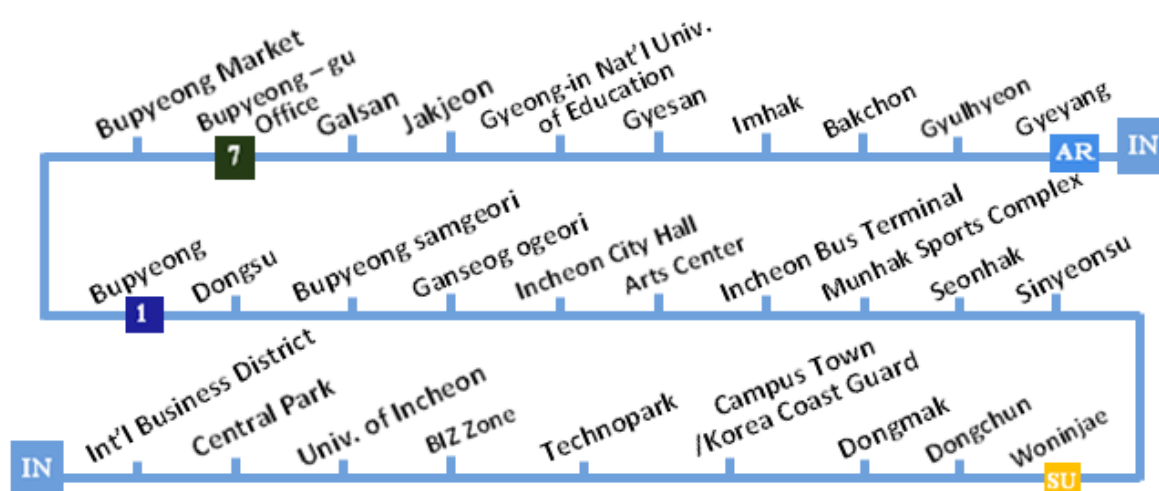 Bupyeong Market
Bupyeong – gu
Office
Galsan
Jakjeon
Gyeong-in Nat'l Univ.
of Education
Gyesan
Imhak
Bakchon
Gyulhyeon
Gyeyang
7
AR
IN
Bupyeong
Dongsu
Bupyeong samgeori
Ganseog ogeori
Incheon City Hall
Arts Center
Incheon Bus Terminal
Munhak Sports Complex
Seonhak
Sinyeonsu
1
Int'l Business District
Central Park
Univ. of Incheon
BIZ Zone
Technopark
Campus Town
/Korea Coast Guard
Dongmak
Dongchun
Woninjae
IN
SU